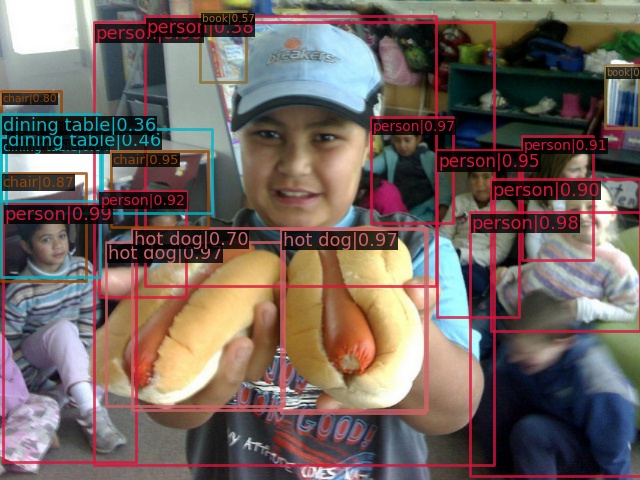 book|0.57
person|0.38
breakers
book|0
chair|0.80
dining table|0.36
dining table|0.46
person|0.97
chair|0.95
person|0.95
person|0.91
chair|0.87
person|0.92
person|0.90
person|0.99
person|0.98
hot dog|0.70
hot dog|0.97
hot dog|0.97
GOOD!
MY ATTITUDE